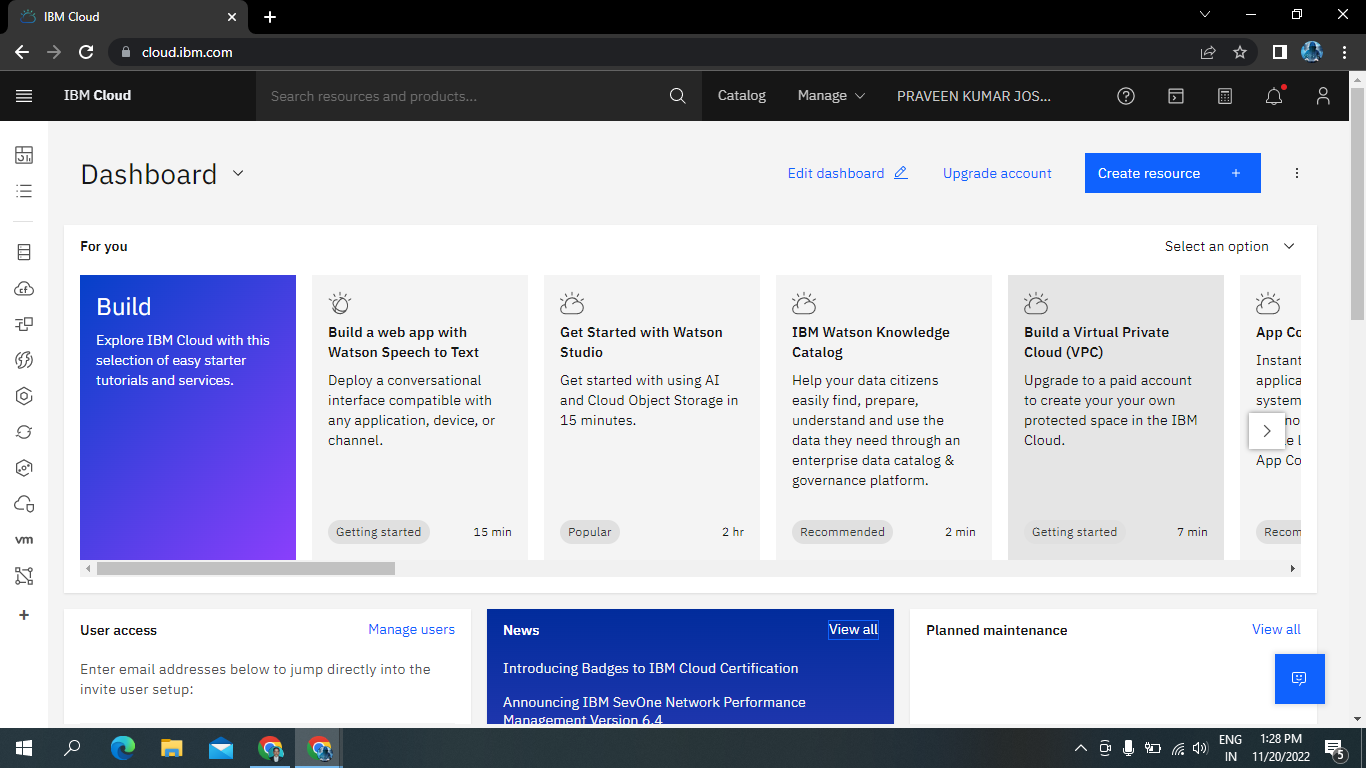 IBM Cloud
cloud.ibm.com
IBM Cloud
Search resources and products...
Catalog
Manage
PRAVEEN KUMAR JOS...
Dashboard
Edit dashboard
Upgrade account
Create resource +
For you
Select an option
Build
Explore IBM Cloud with this
selection of easy starter
tutorials and services.
Build a web app with
Watson Speech to Text
Deploy a conversational
interface compatible with
any application, device, or
channel.
Getting started
15 min
Get Started with Watson
Studio
Get started with using AI
and Cloud Object Storage in
15 minutes.
Popular
2 hr
IBM Watson Knowledge
Catalog
Help your data citizens
easily find, prepare,
understand and use the
data they need through an
enterprise data catalog &
governance platform.
Recommended
2 min
Build a Virtual Private
Cloud (VPC)
Upgrade to a paid account
to create your your own
protected space in the IBM
Cloud.
Getting started
7 min
App Co
Instant
applica
system
App Co
Recom
cf
vm
User access
Manage users
Enter email addresses below to jump directly into the
invite user setup:
News
View all
Introducing Badges to IBM Cloud Certification
Announcing IBM SevOne Network Performance
Management Version 6.4
Planned maintenance
View all
ENG
IN
1:28 PM
11/20/2022
5